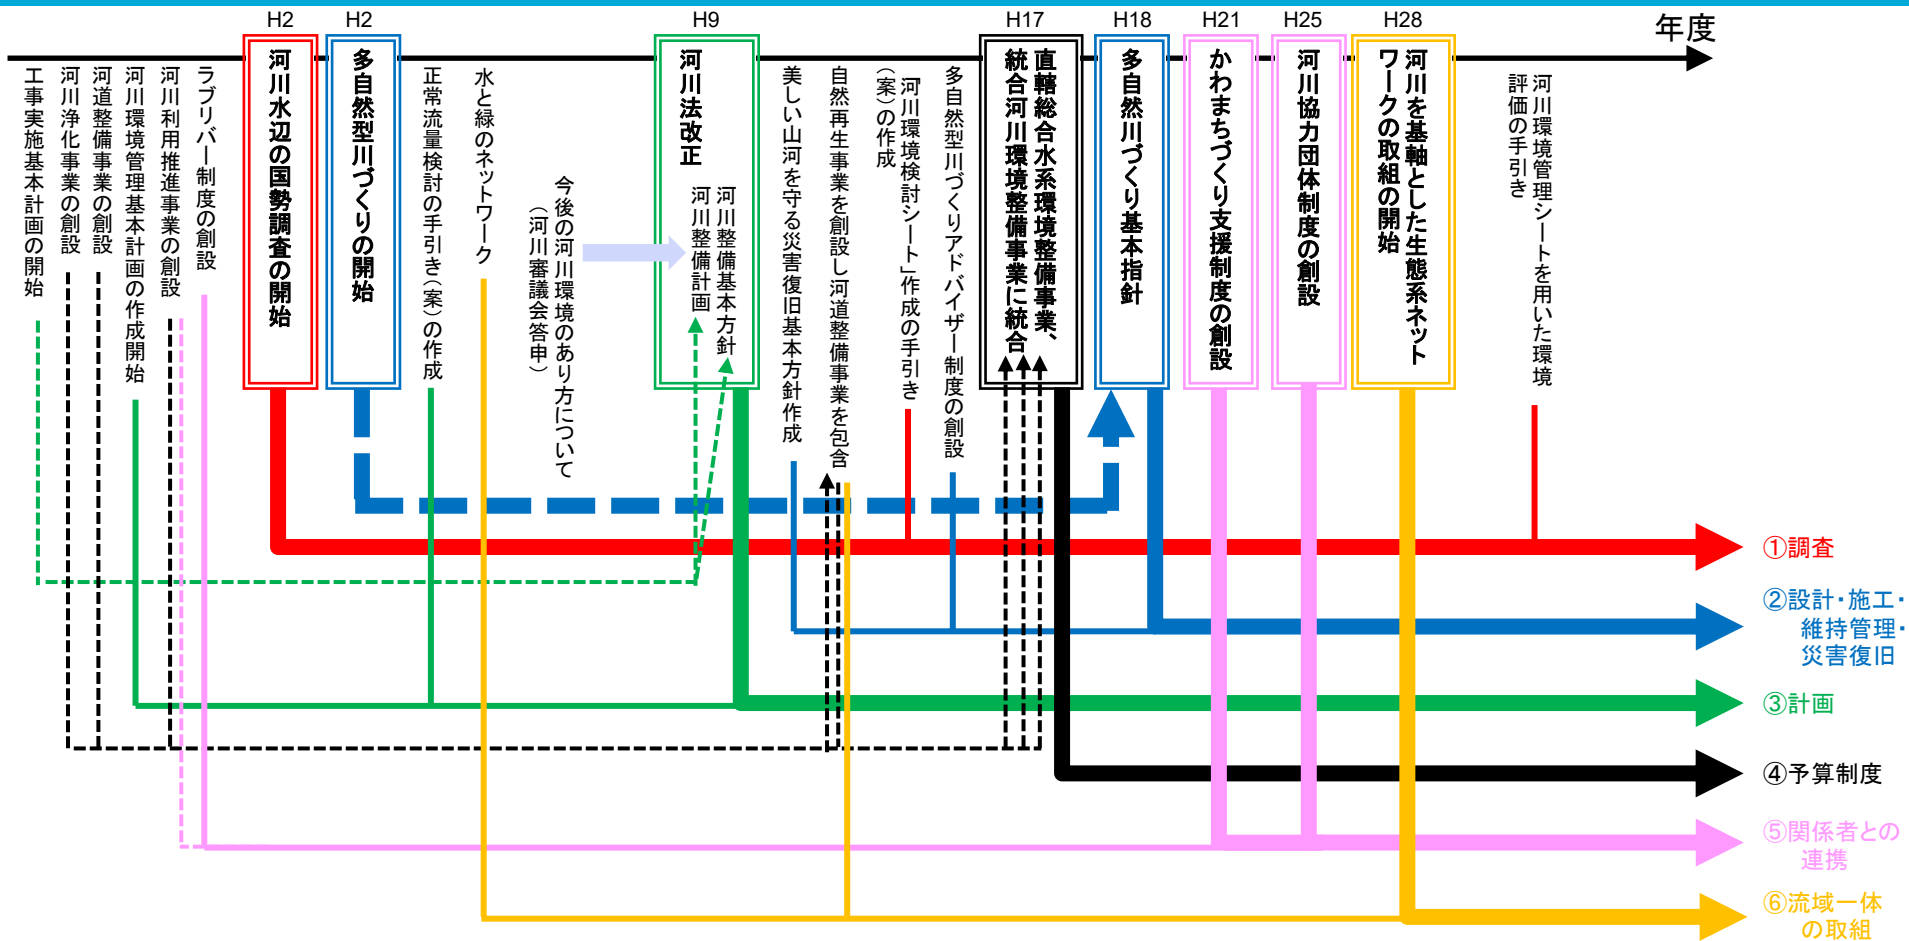 H2
H2
H9
H17
H18
H21
H25
H28
年度
工事実施基本計画の開始
河川浄化事業の創設
河道整備事業の創設
河川環境管理基本計画の作成開始
河川利用推進事業の創設
ラブリバー制度の創設
河川水辺の国勢調査の開始
多自然型川づくりの開始
正常流量検討の手引き(案)の作成
水と緑のネットワーク
今後の河川環境のあり方について
(河川審議会答申)
河川法改正
河川整備基本方針
河川整備計画
美しい山河を守る災害復旧基本方針作成
自然再生事業を創設し河道整備事業を包含
「河川環境検討シート」作成の手引き
(案)の作成
多自然型川づくりアドバイザー制度の創設
直轄総合水系環境整備事業、
統合河川環境整備事業に統合
多自然川づくり基本指針
かわまちづくり支援制度の創設
河川協力団体制度の創設
河川を基軸とした生態系ネット
ワークの取組の開始
河川環境管理シートを用いた環境
評価の手引き
①調査
②設計・施工・
維持管理・
災害復旧
③計画
④予算制度
⑤関係者との
連携
⑥流域一体
の取組